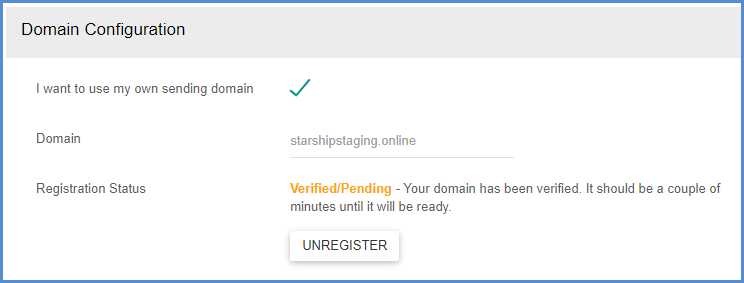 Domain Configuration
I want to use my own sending domain
Domain
starshipstaging.online
Registration Status
Verified/Pending - Your domain has been verified. It should be a couple of
minutes until it will be ready.
UNREGISTER